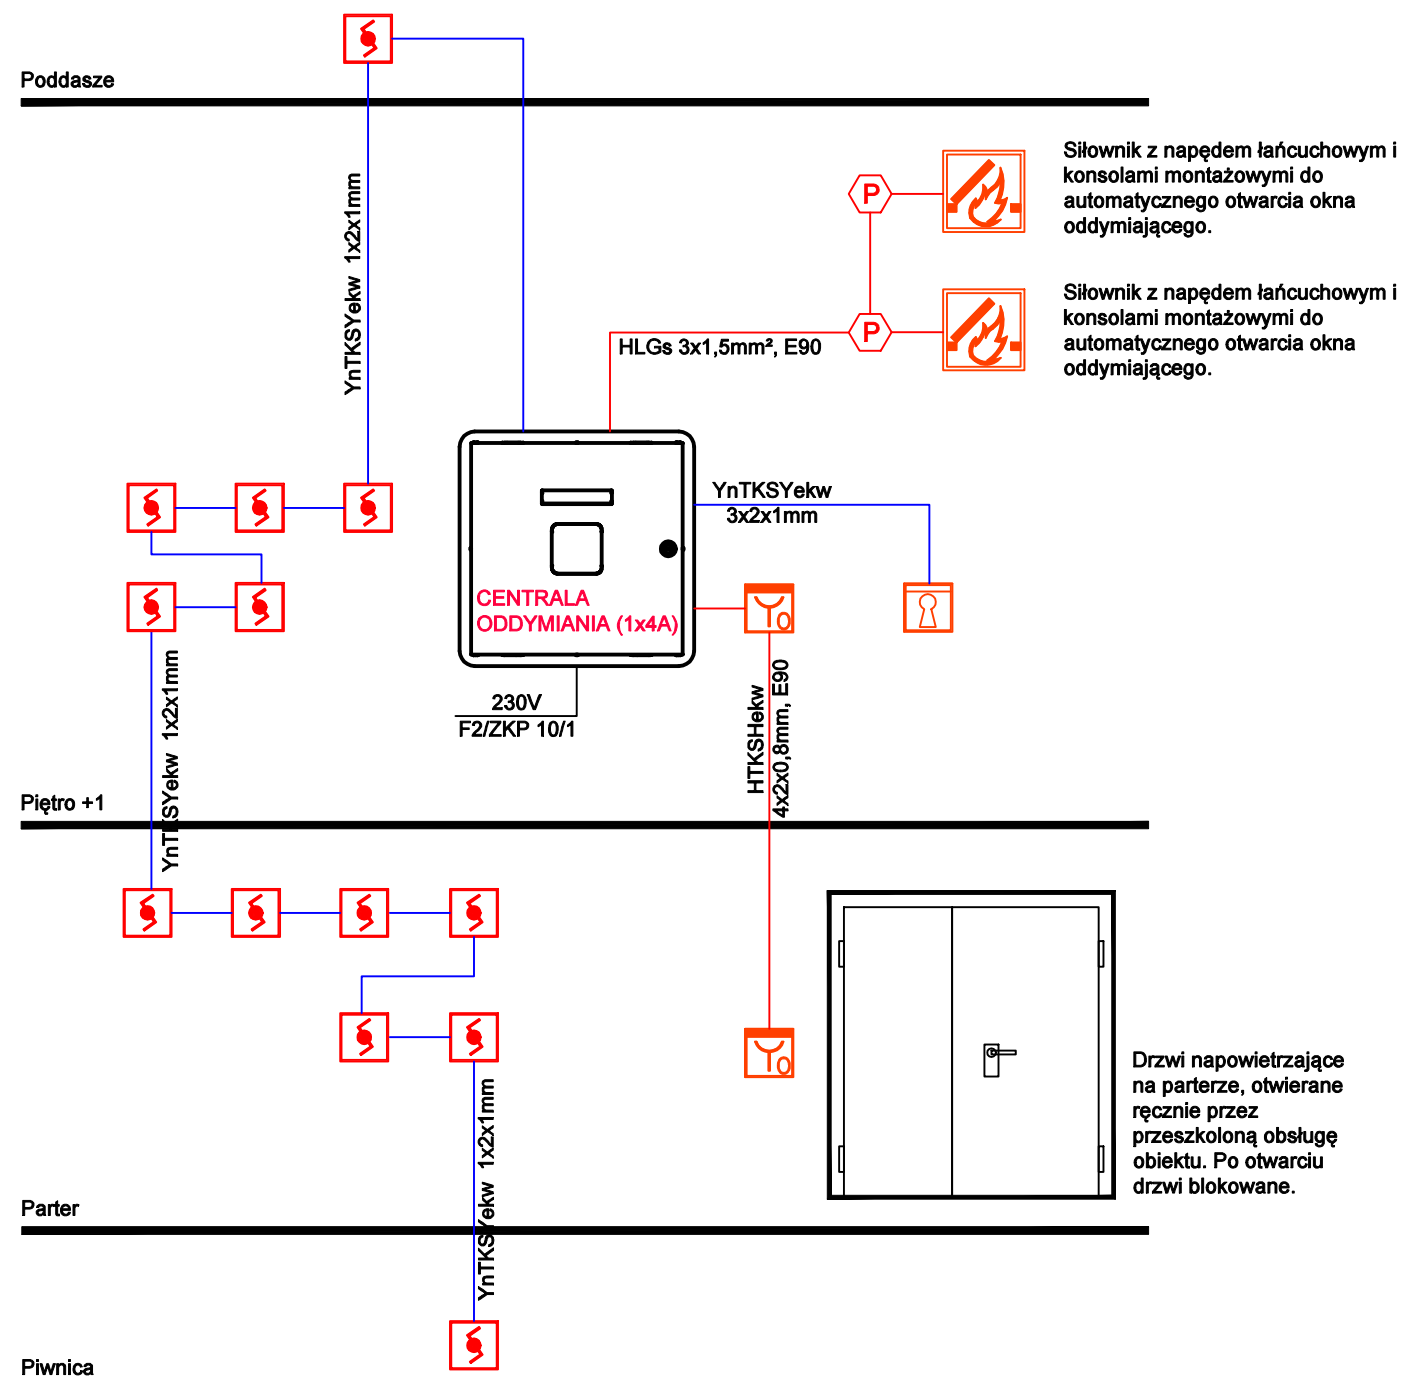 Poddasze
YnTKSYekw 1x2x1mm
Siłownik z napędem łańcuchowym i
konsolami montażowymi do
automatycznego otwarcia okna
oddymiającego.
P
Siłownik z napędem łańcuchowym i
konsolami montażowymi do
automatycznego otwarcia okna
oddymiającego.
P
HLGs 3x1,5mm², E90
YnTKSYekw
3x2x1mm
CENTRALA
ODDYMIANIA (1x4A)
O
230V
F2/ZKP 10/1
YnTKSYekw 1x2x1mm
HTKSHekw
4x2x0,8mm, E90
Piętro +1
O
Drzwi napowietrzające
na parterze, otwierane
ręcznie przez
przeszkoloną obsługę
obiektu. Po otwarciu
drzwi blokowane.
YnTKSYekw 1x2x1mm
Parter
Piwnica